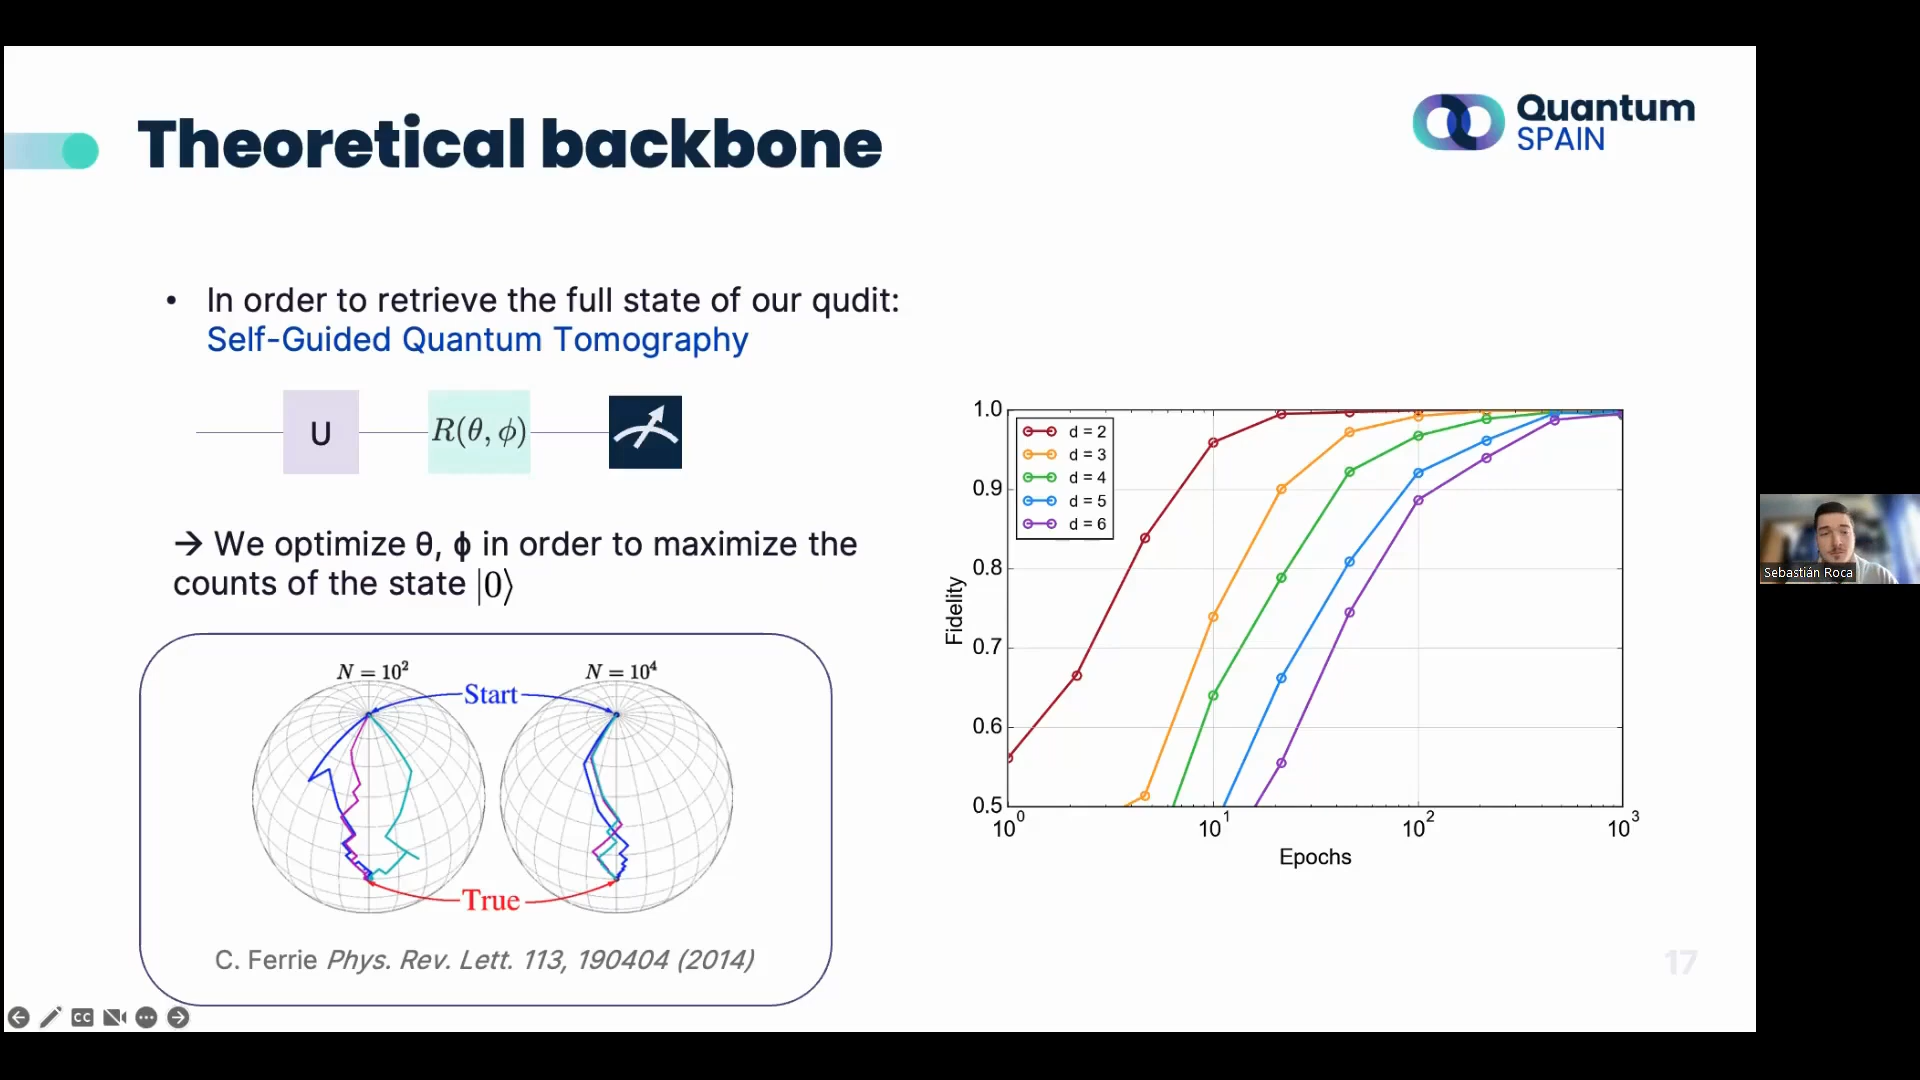 Theoretical backbone
Quantum
SPAIN
• In order to retrieve the full state of our qudit:
Self-Guided Quantum Tomography
U
R(θ, ϕ)
→ We optimize θ, ϕ in order to maximize the
counts of the state |0⟩
N = 10²
N = 10⁴
Start
True
C. Ferrie Phys. Rev. Lett. 113, 190404 (2014)
d = 2
d = 3
d = 4
d = 5
d = 6
1.0
0.9
0.8
0.7
0.6
0.5
Fidelity
10⁰
10¹
10²
10³
Epochs
Sebastián Roca
17
CC